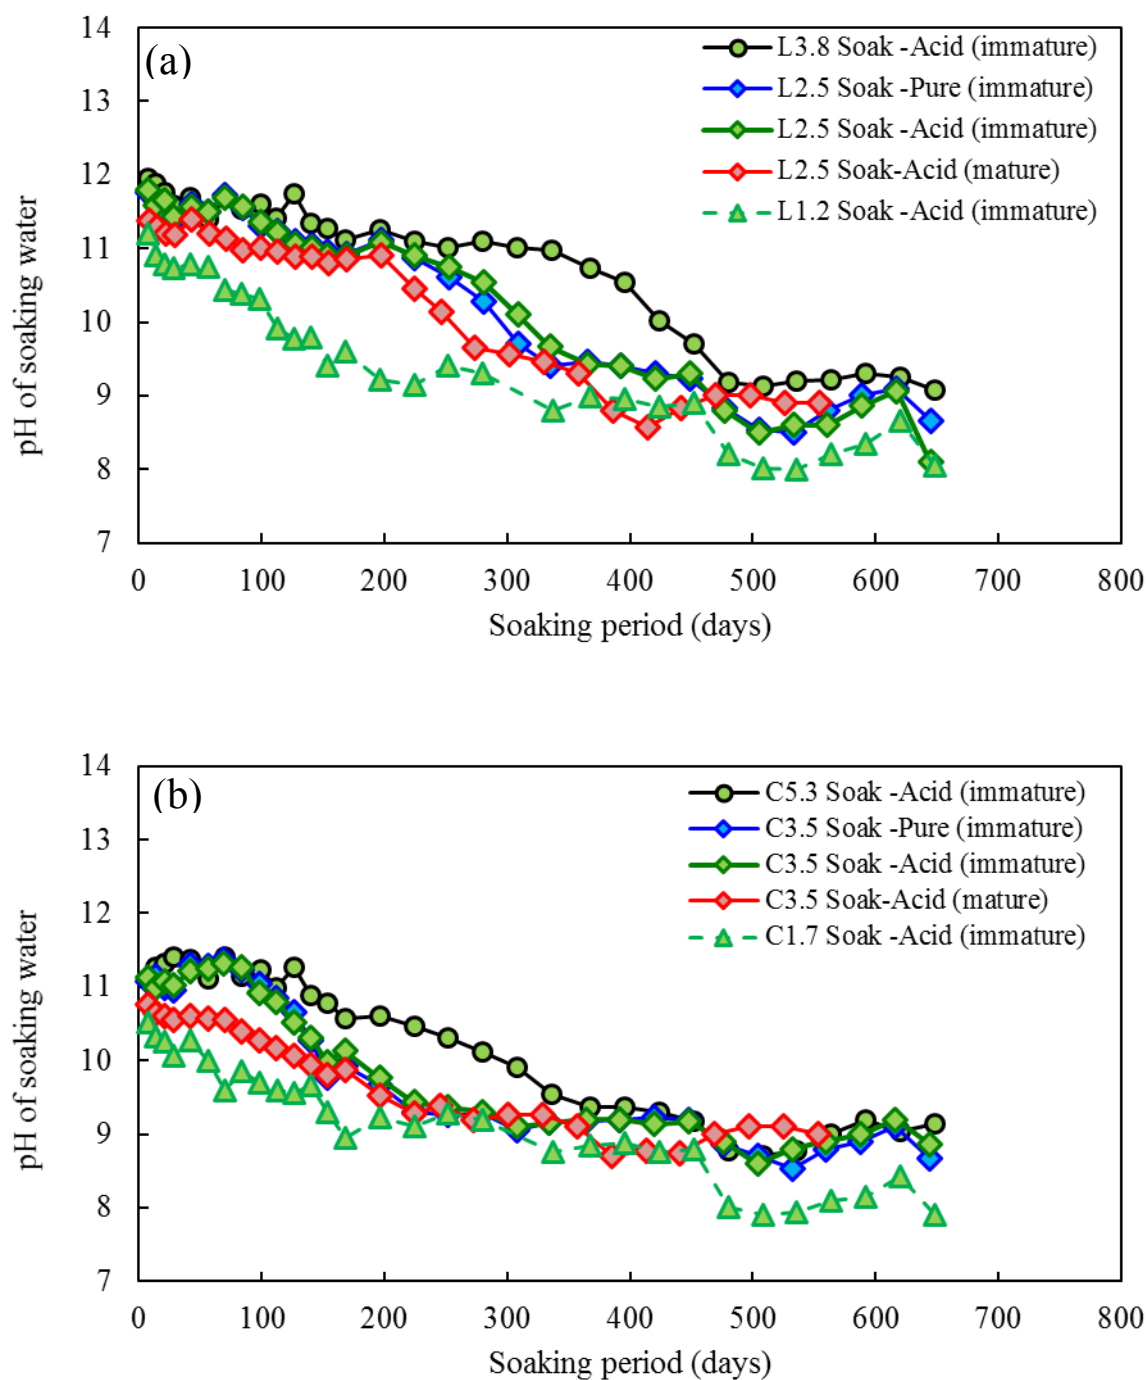 (a)
L3.8 Soak -Acid (immature)
L2.5 Soak -Pure (immature)
L2.5 Soak -Acid (immature)
L2.5 Soak-Acid (mature)
L1.2 Soak -Acid (immature)
14
13
12
11
10
9
8
7
pH of soaking water
0 100 200 300 400 500 600 700 800
Soaking period (days)
(b)
C5.3 Soak -Acid (immature)
C3.5 Soak -Pure (immature)
C3.5 Soak -Acid (immature)
C3.5 Soak-Acid (mature)
C1.7 Soak -Acid (immature)
14
13
12
11
10
9
8
7
pH of soaking water
0 100 200 300 400 500 600 700 800
Soaking period (days)